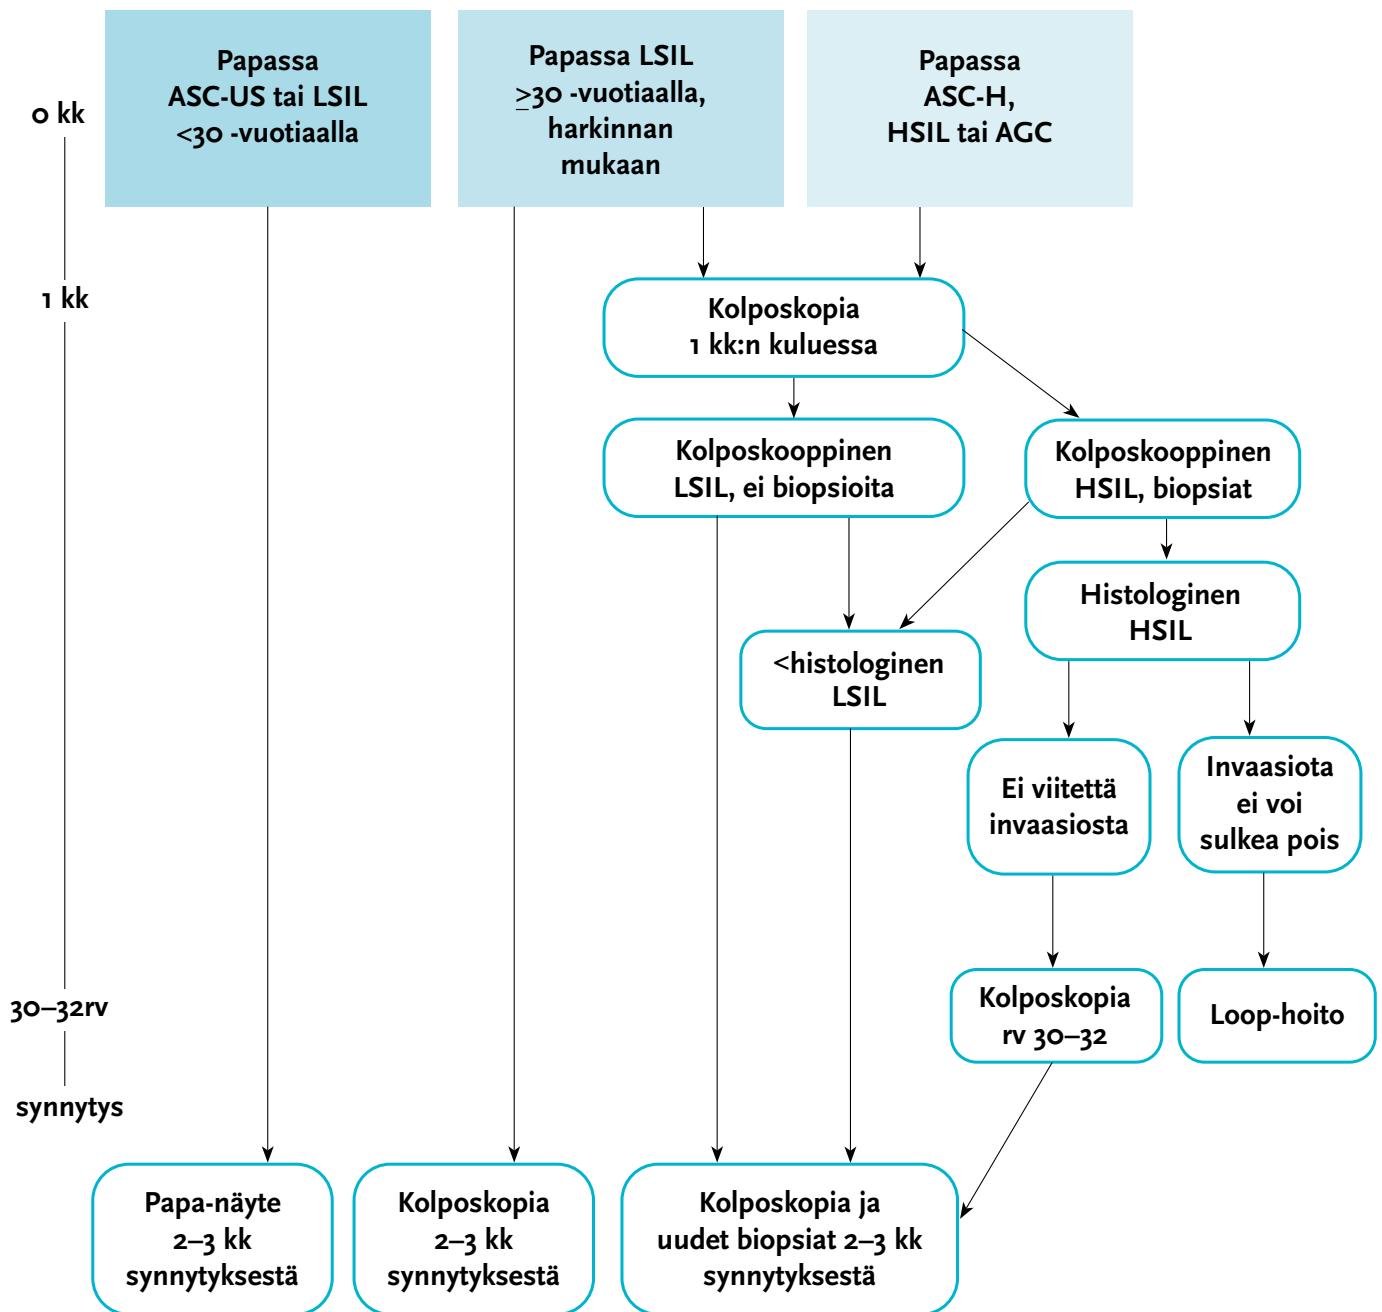 Papassa
ASC-US tai LSIL
<30 -vuotiaalla
Papassa LSIL
≥30 -vuotiaalla,
harkinnan
mukaan
Papassa
ASC-H,
HSIL tai AGC
0 kk
1 kk
Kolposkopia
1 kk:n kuluessa
Kolposkooppinen
LSIL, ei biopsioita
Kolposkooppinen
HSIL, biopsiat
Histologinen
HSIL
<histologinen
LSIL
Ei viitettä
invaasiosta
Invaasiota
ei voi
sulkea pois
30–32rv
Kolposkopia
rv 30–32
Loop-hoito
synnytys
Papa-näyte
2–3 kk
synnytyksestä
Kolposkopia
2–3 kk
synnytyksestä
Kolposkopia ja
uudet biopsiat 2–3 kk
synnytyksestä